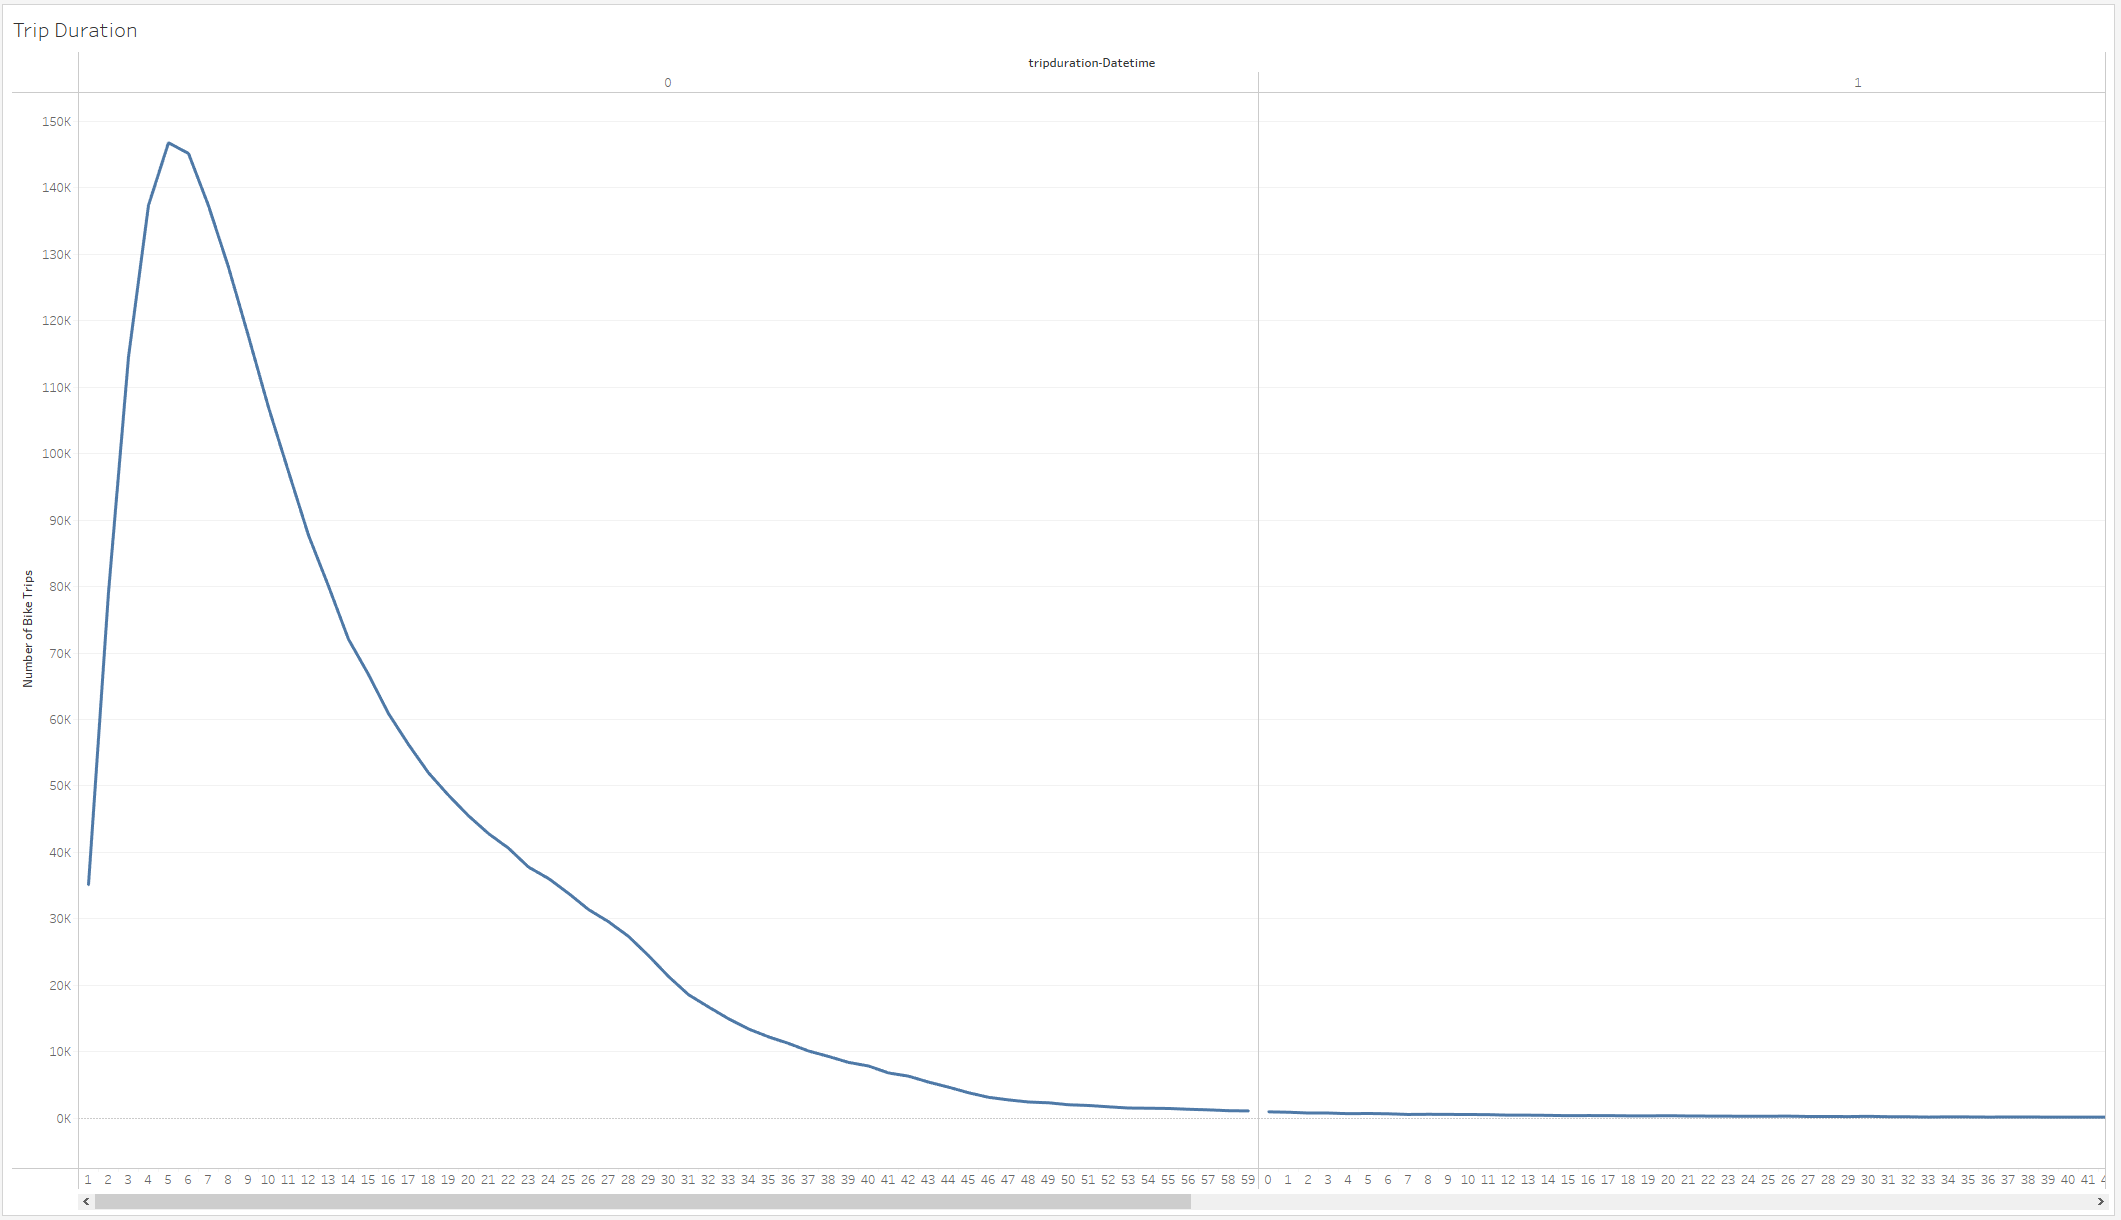 Trip Duration
tripduration-Datetime
0 1
150K
140K
130K
120K
110K
100K
90K
80K
70K
60K
50K
40K
30K
20K
10K
0K
Number of Bike Trips
1 2 3 4 5 6 7 8 9 10 11 12 13 14 15 16 17 18 19 20 21 22 23 24 25 26 27 28 29 30 31 32 33 34 35 36 37 38 39 40 41 42 43 44 45 46 47 48 49 50 51 52 53 54 55 56 57 58 59 0 1 2 3 4 5 6 7 8 9 10 11 12 13 14 15 16 17 18 19 20 21 22 23 24 25 26 27 28 29 30 31 32 33 34 35 36 37 38 39 40 41